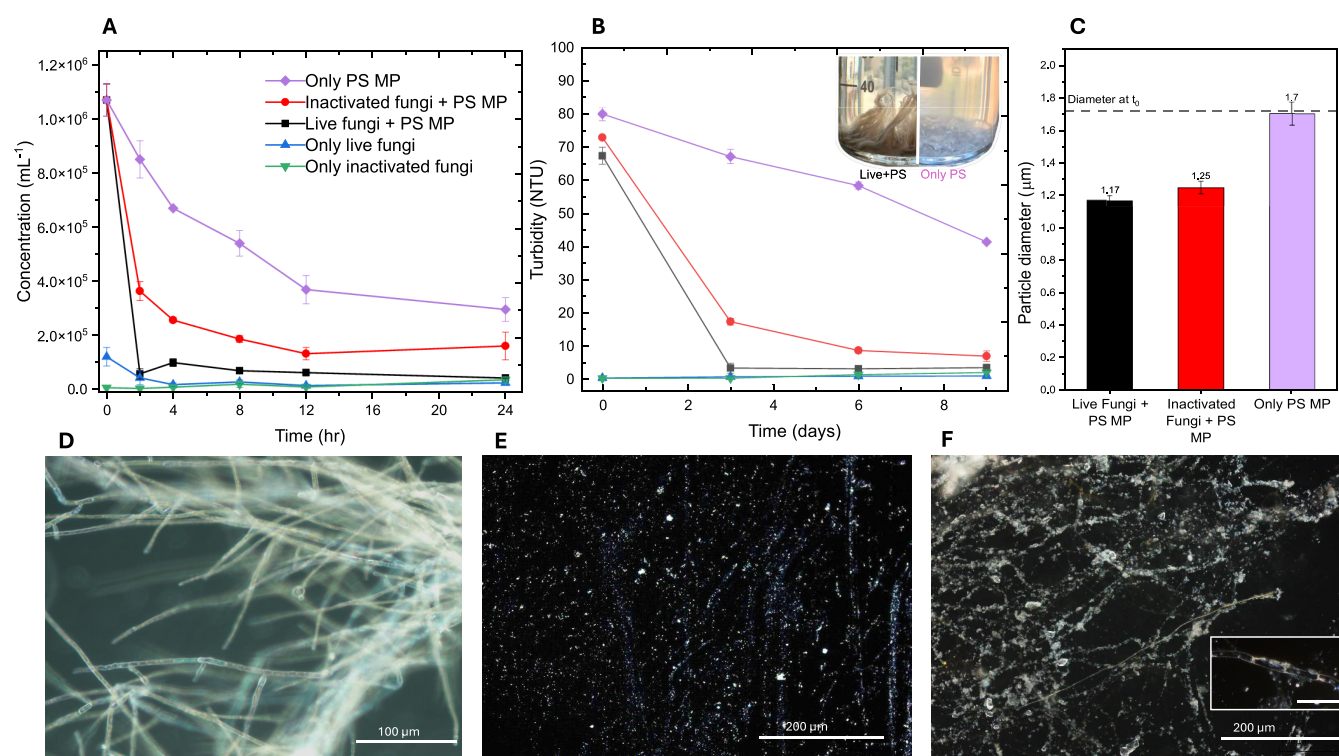 A
Concentration (mL⁻¹)
1.2×10⁶
1.0×10⁶
8.0×10⁵
6.0×10⁵
4.0×10⁵
2.0×10⁵
0.0
Only PS MP
Inactivated fungi + PS MP
Live fungi + PS MP
Only live fungi
Only inactivated fungi
0 4 8 12 16 20 24
Time (hr)
B
Turbidity (NTU)
100
90
80
70
60
50
40
30
20
10
0
40
Live+PS Only PS
0 2 4 6 8
Time (days)
C
Particle diameter (μm)
2.0
1.8
1.6
1.4
1.2
1.0
0.8
0.6
0.4
0.2
0.0
Diameter at t₀
1.17
1.25
1.7
Live Fungi +
PS MP
Inactivated
Fungi + PS
MP
Only PS MP
D
100 μm
E
200 μm
F
200 μm